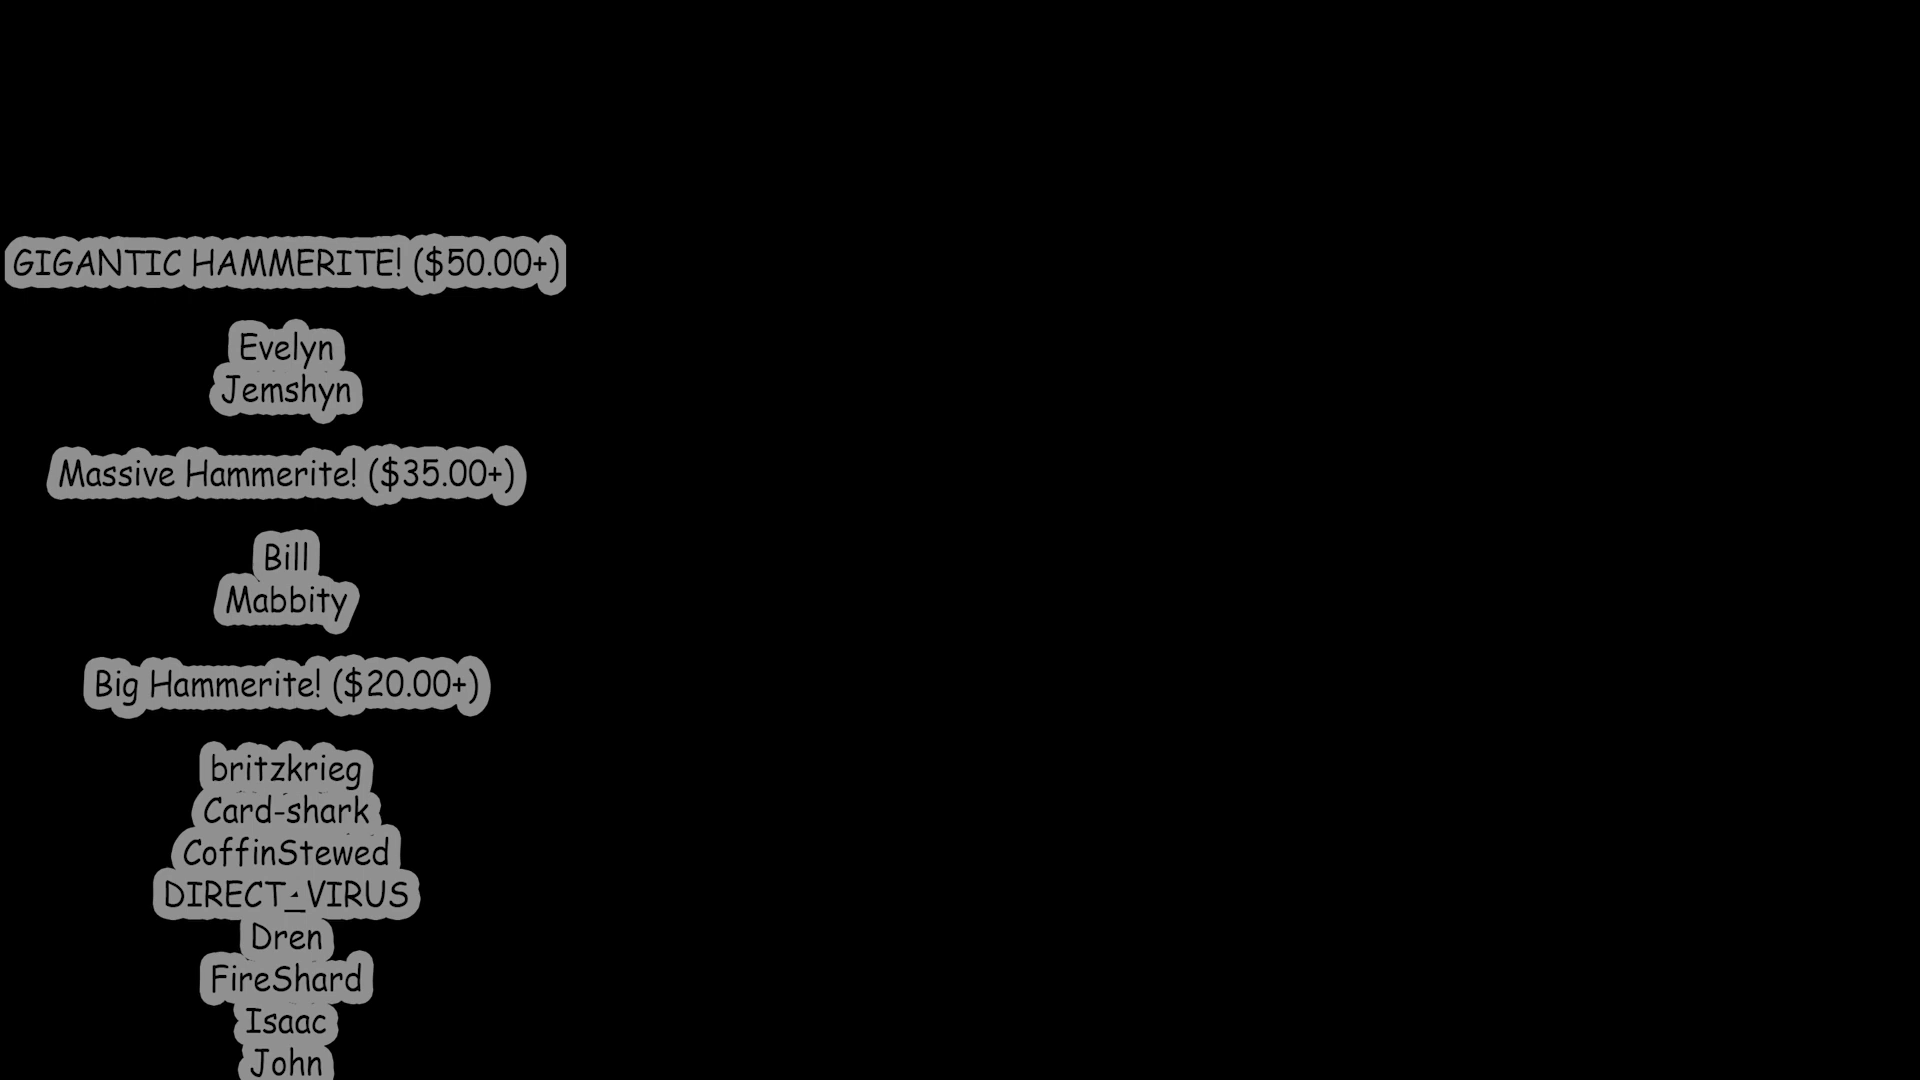 GIGANTIC HAMMERITE! ($50.00+)
Evelyn
Jemshyn
Massive Hammerite! ($35.00+)
Bill
Mabbity
Big Hammerite! ($20.00+)
britzkrieg
Card-shark
CoffinStewed
DIRECT_VIRUS
Dren
FireShard
Isaac
John